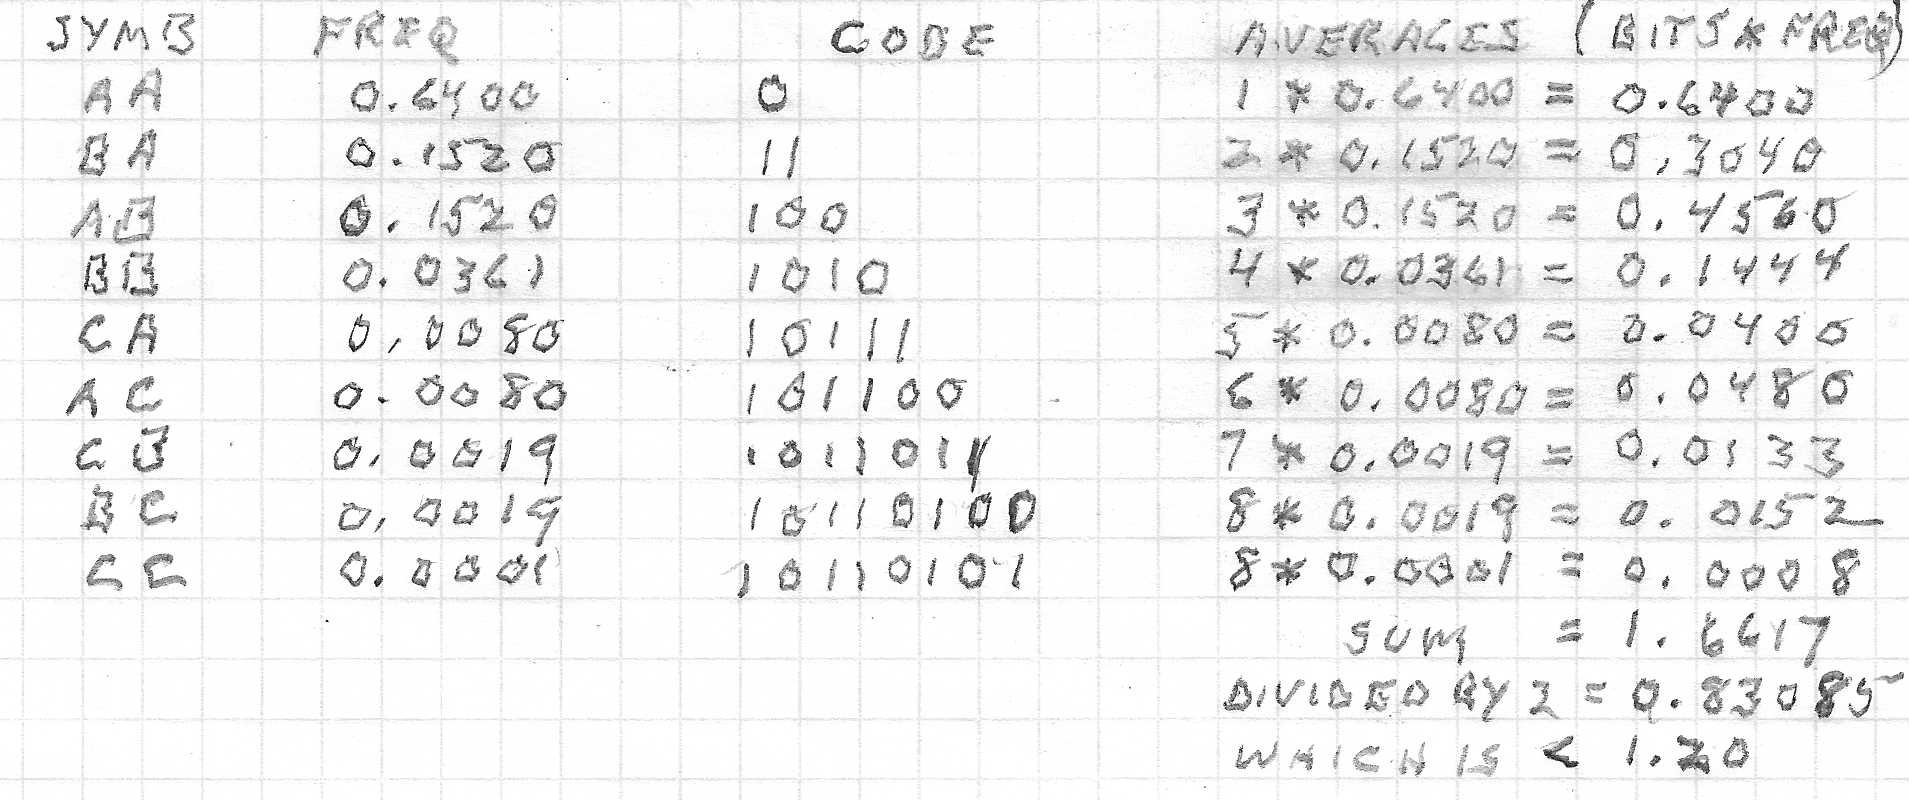 SYMB FREQ CODE AVERAGES (BITS*FREQ)
AA 0.6400 0 1 * 0.6400 = 0.6400
BA 0.1520 11 2 * 0.1520 = 0.3040
AB 0.1520 100 3 * 0.1520 = 0.4560
BB 0.0361 1010 4 * 0.0361 = 0.1444
CA 0.0080 10111 5 * 0.0080 = 0.0400
AC 0.0080 101100 6 * 0.0080 = 0.0480
CB 0.0019 1011011 7 * 0.0019 = 0.0133
BC 0.0019 10110100 8 * 0.0019 = 0.0152
CC 0.0001 10110101 8 * 0.0001 = 0.0008
SUM = 1.6617
DIVIDED BY 2 = 0.83085
WHICH IS < 1.20